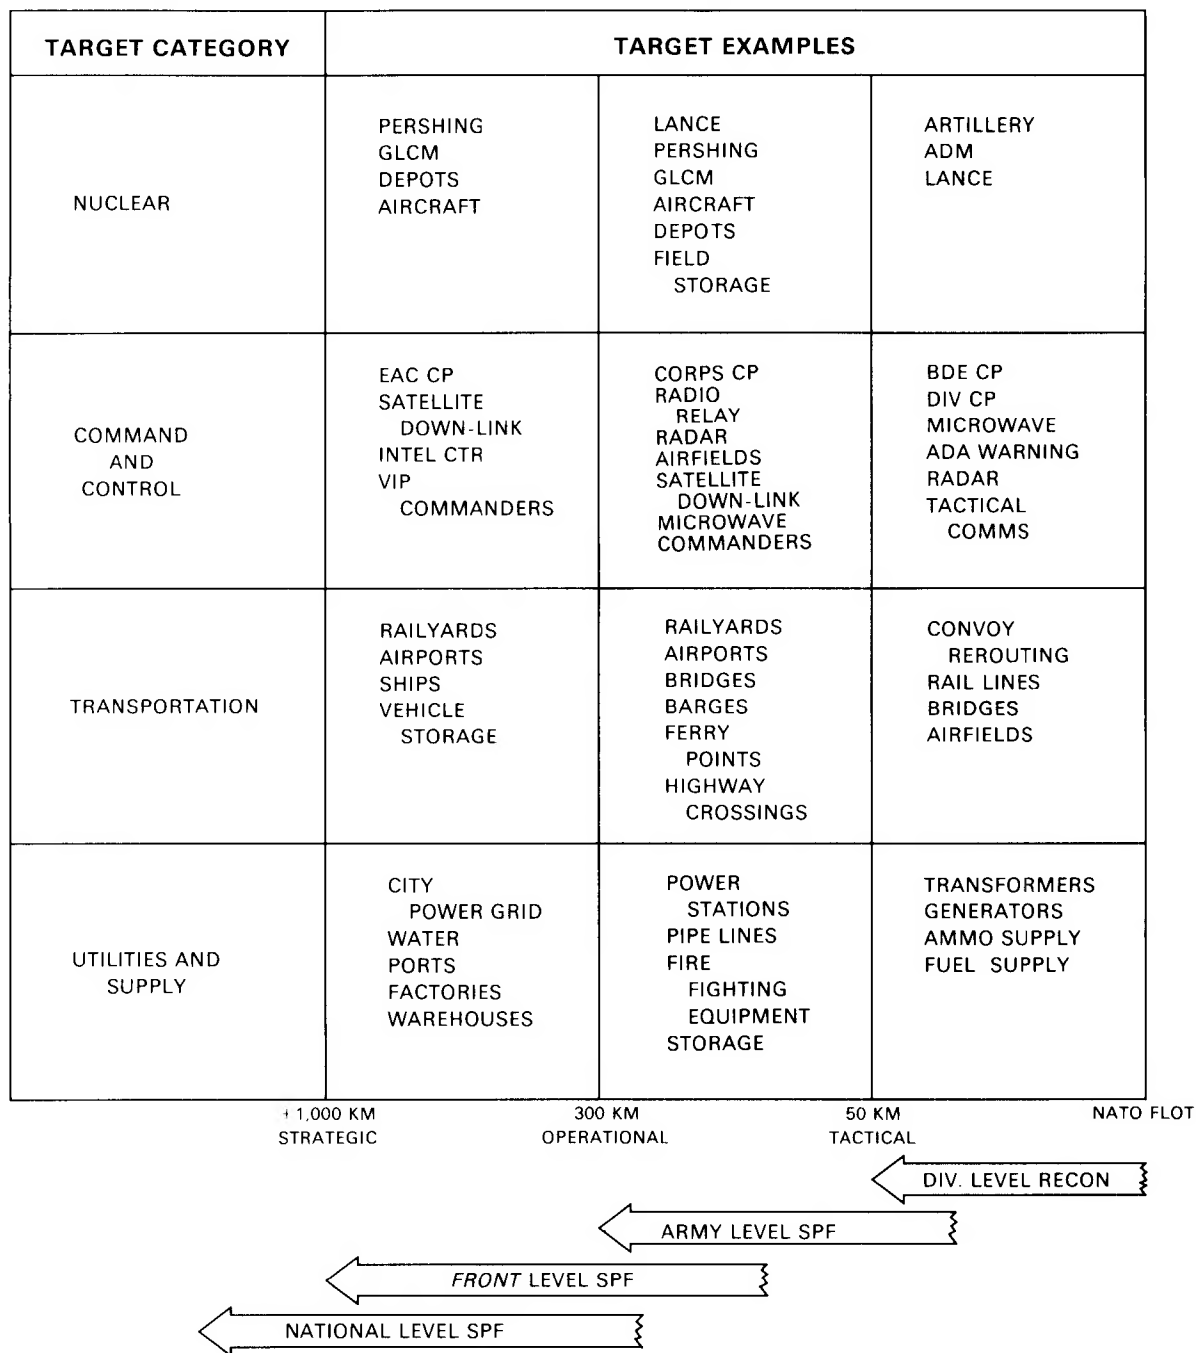 TARGET CATEGORY
TARGET EXAMPLES
NUCLEAR
PERSHING
GLCM
DEPOTS
AIRCRAFT
LANCE
PERSHING
GLCM
AIRCRAFT
DEPOTS
FIELD
STORAGE
ARTILLERY
ADM
LANCE
COMMAND
AND
CONTROL
EAC CP
SATELLITE
DOWN-LINK
INTEL CTR
VIP
COMMANDERS
CORPS CP
RADIO
RELAY
RADAR
AIRFIELDS
SATELLITE
DOWN-LINK
MICROWAVE
COMMANDERS
BDE CP
DIV CP
MICROWAVE
ADA WARNING
RADAR
TACTICAL
COMMS
TRANSPORTATION
RAILYARDS
AIRPORTS
SHIPS
VEHICLE
STORAGE
RAILYARDS
AIRPORTS
BRIDGES
BARGES
FERRY
POINTS
HIGHWAY
CROSSINGS
CONVOY
REROUTING
RAIL LINES
BRIDGES
AIRFIELDS
UTILITIES AND
SUPPLY
CITY
POWER GRID
WATER
PORTS
FACTORIES
WAREHOUSES
POWER
STATIONS
PIPE LINES
FIRE
FIGHTING
EQUIPMENT
STORAGE
TRANSFORMERS
GENERATORS
AMMO SUPPLY
FUEL SUPPLY
+1,000 KM
STRATEGIC
300 KM
OPERATIONAL
50 KM
TACTICAL
NATO FLOT
DIV. LEVEL RECON
ARMY LEVEL SPF
FRONT LEVEL SPF
NATIONAL LEVEL SPF